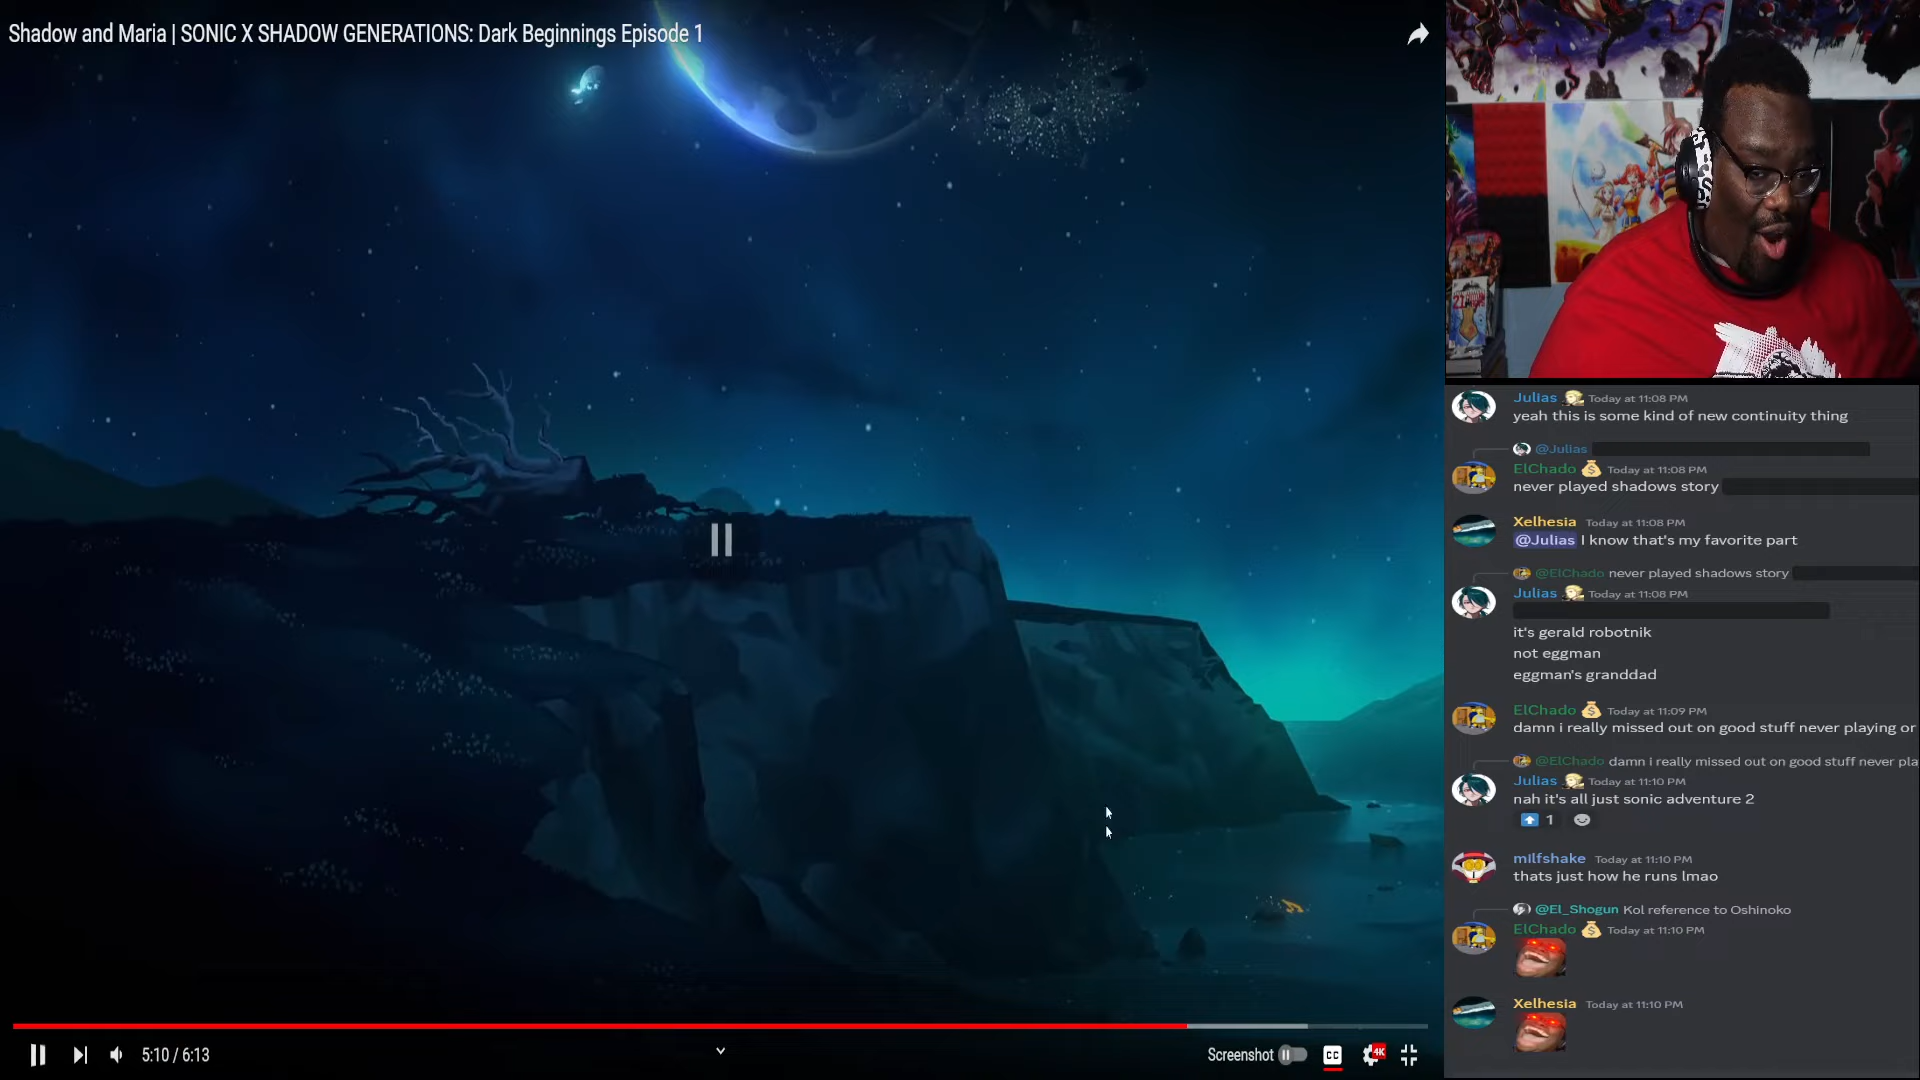 Shadow and Maria | SONIC X SHADOW GENERATIONS: Dark Beginnings Episode 1
5:10 / 6:13
Screenshot
CC
4K
Julias Today at 11:08 PM
yeah this is some kind of new continuity thing
@Julias
ElChado Today at 11:08 PM
never played shadows story
Xelhesia Today at 11:08 PM
@Julias I know that's my favorite part
@ElChado never played shadows story
Julias Today at 11:08 PM
it's gerald robotnik
not eggman
eggman's granddad
ElChado Today at 11:09 PM
damn i really missed out on good stuff never playing or
@ElChado damn i really missed out on good stuff never pla
Julias Today at 11:10 PM
nah it's all just sonic adventure 2
1
milfshake Today at 11:10 PM
thats just how he runs lmao
@El_Shogun Kol reference to Oshinoko
ElChado Today at 11:10 PM
Xelhesia Today at 11:10 PM